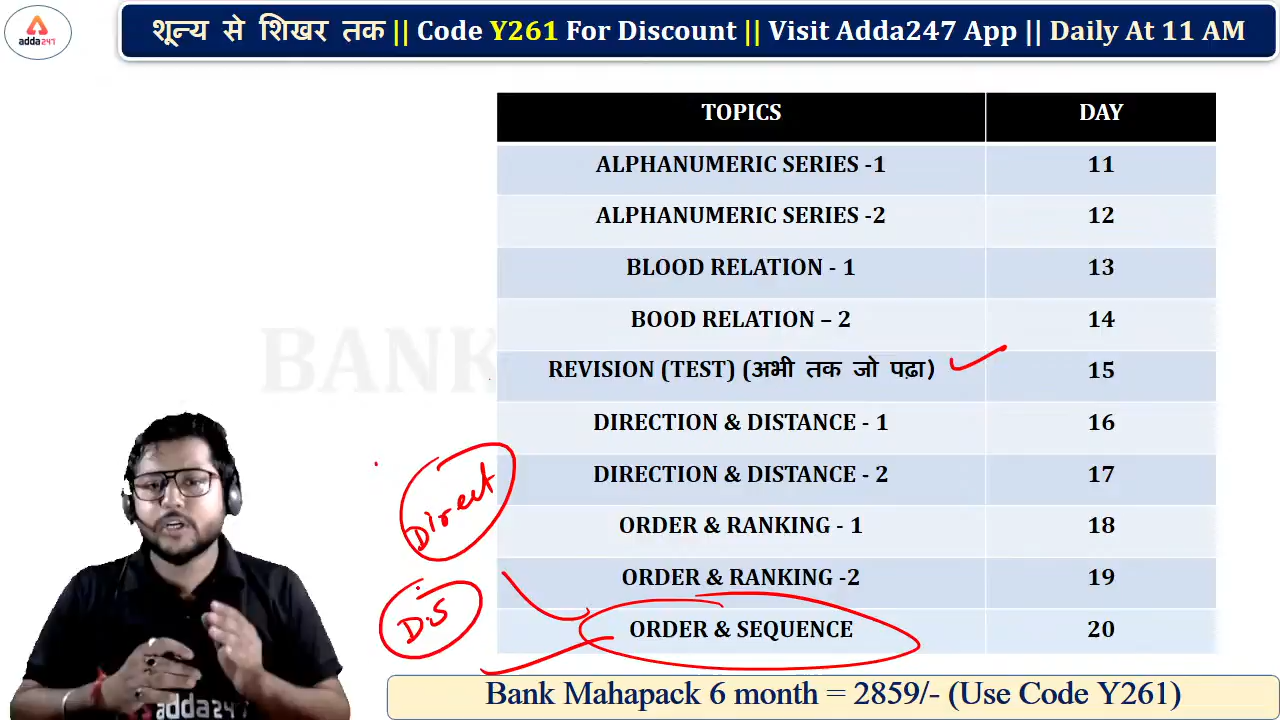 adda247
शून्य से शिखर तक || Code Y261 For Discount || Visit Adda247 App || Daily At 11 AM
TOPICS DAY
ALPHANUMERIC SERIES -1 11
ALPHANUMERIC SERIES -2 12
BLOOD RELATION - 1 13
BOOD RELATION – 2 14
BANK
REVISION (TEST) (अभी तक जो पढ़ा) 15
DIRECTION & DISTANCE - 1 16
DIRECTION & DISTANCE - 2 17
Direct
ORDER & RANKING - 1 18
ORDER & RANKING -2 19
D.S
ORDER & SEQUENCE 20
adda247
Bank Mahapack 6 month = 2859/- (Use Code Y261)